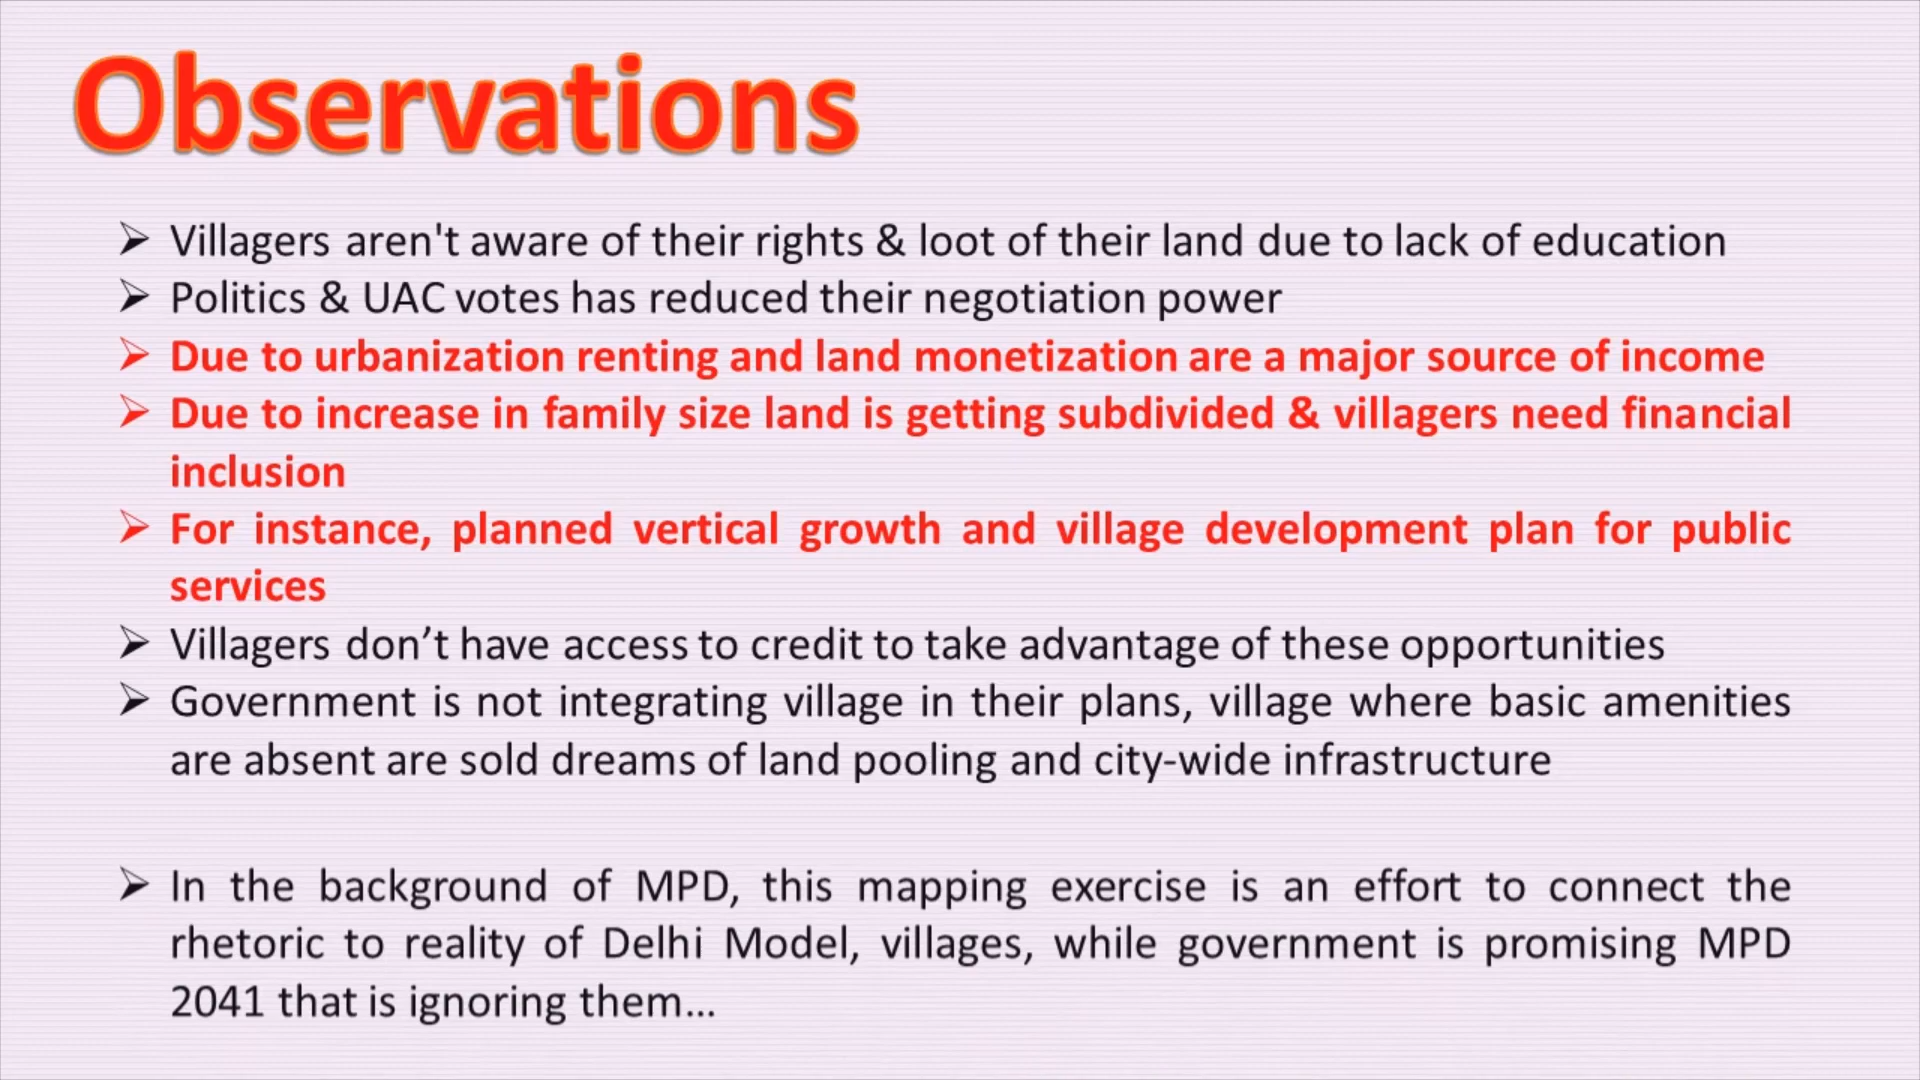 Observations
➢ Villagers aren't aware of their rights & loot of their land due to lack of education
➢ Politics & UAC votes has reduced their negotiation power
➢ Due to urbanization renting and land monetization are a major source of income
➢ Due to increase in family size land is getting subdivided & villagers need financial
inclusion
➢ For instance, planned vertical growth and village development plan for public
services
➢ Villagers don’t have access to credit to take advantage of these opportunities
➢ Government is not integrating village in their plans, village where basic amenities
are absent are sold dreams of land pooling and city-wide infrastructure
➢ In the background of MPD, this mapping exercise is an effort to connect the
rhetoric to reality of Delhi Model, villages, while government is promising MPD
2041 that is ignoring them...